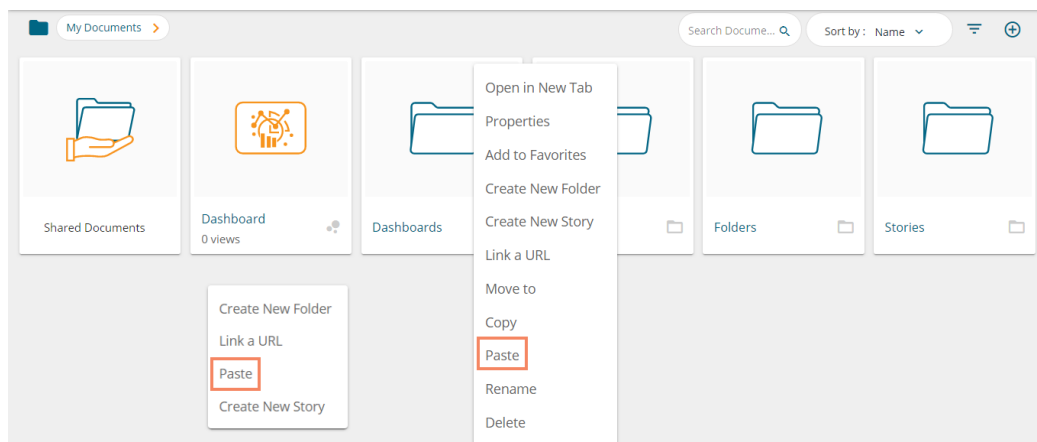 My Documents
Search Docume...
Sort by : Name
Shared Documents
Dashboard
0 views
Dashboards
Folders
Stories
Open in New Tab
Properties
Add to Favorites
Create New Folder
Create New Story
Link a URL
Move to
Copy
Paste
Rename
Delete
Create New Folder
Link a URL
Paste
Create New Story